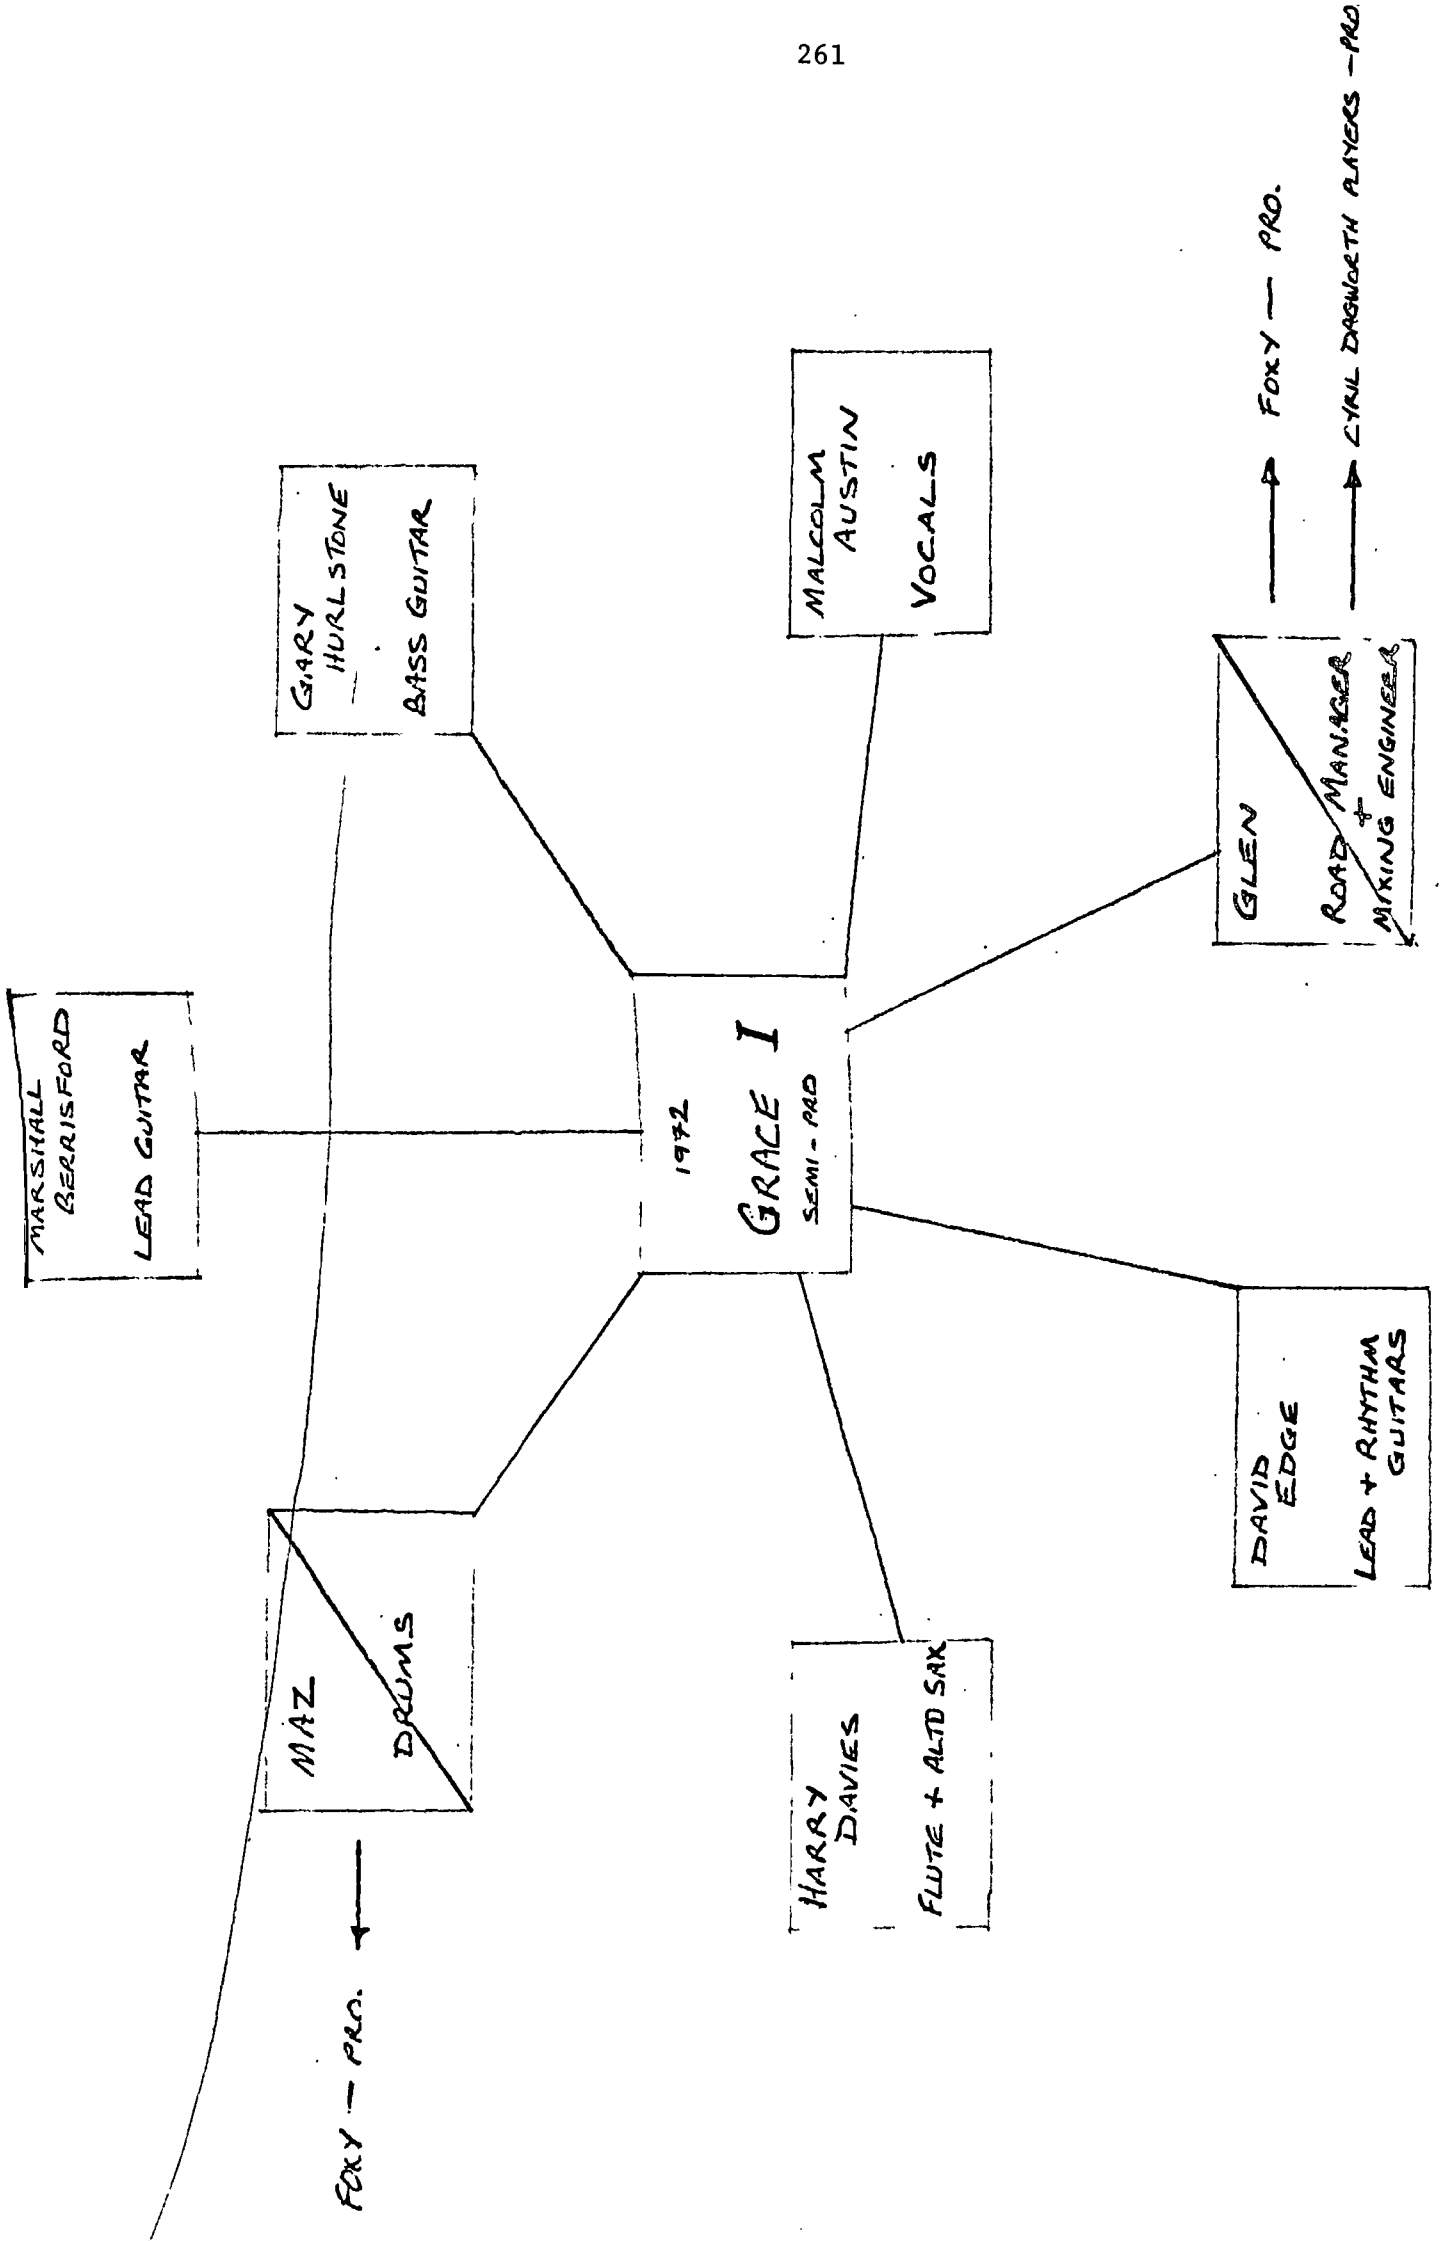 261
MARSHALL
BERRISFORD
LEAD GUITAR
FOXY — PRO.
MAZ
DRUMS
GARY
HURLSTONE
BASS GUITAR
1972
GRACE I
SEMI-PRO
HARRY
DAVIES
FLUTE + ALTO SAX
MALCOLM
AUSTIN
VOCALS
DAVID
EDGE
LEAD + RHYTHM
GUITARS
GLEN
ROAD MANAGER
+
MIXING ENGINEER
FOXY — PRO.
CYRIL DAGWORTH PLAYERS — PRO.